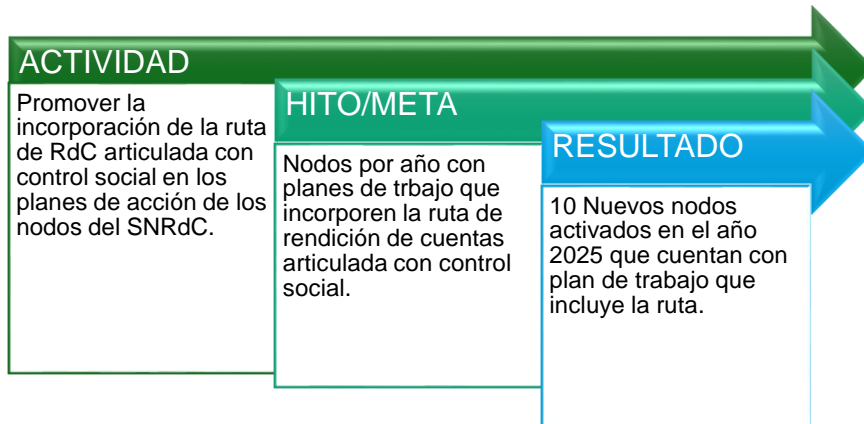 ACTIVIDAD
Promover la
incorporación de la ruta
de RdC articulada con
control social en los
planes de acción de los
nodos del SNRdC.
HITO/META
Nodos por año con
planes de trbajo que
incorporen la ruta de
rendición de cuentas
articulada con control
social.
RESULTADO
10 Nuevos nodos
activados en el año
2025 que cuentan con
plan de trabajo que
incluye la ruta.